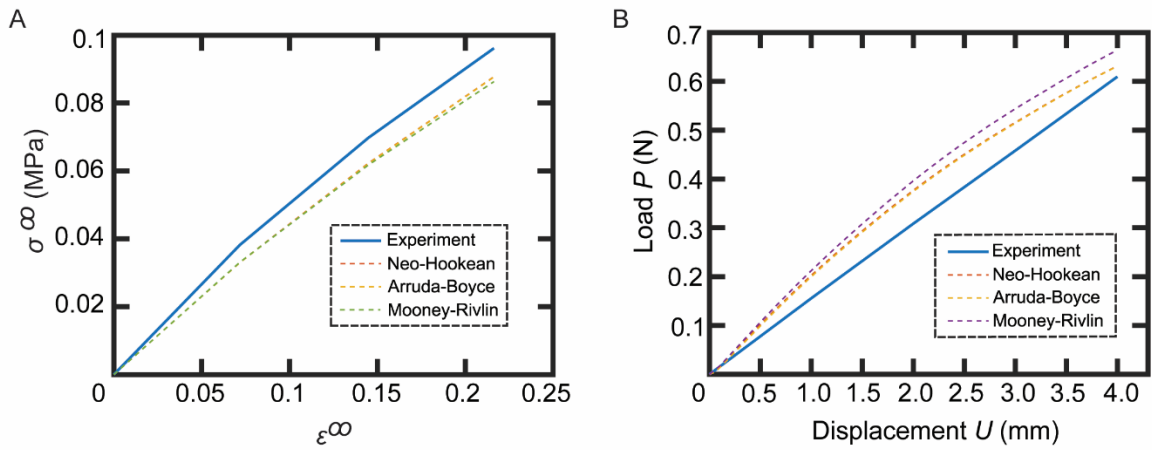 A
0.1
0.08
0.06
0.04
0.02
0
0.05
0.1
0.15
0.2
0.25
σ^∞ (MPa)
ε^∞
Experiment
Neo-Hookean
Arruda-Boyce
Mooney-Rivlin
B
0.7
0.6
0.5
0.4
0.3
0.2
0.1
0
0.5
1.0
1.5
2.0
2.5
3.0
3.5
4.0
Load P (N)
Displacement U (mm)
Experiment
Neo-Hookean
Arruda-Boyce
Mooney-Rivlin